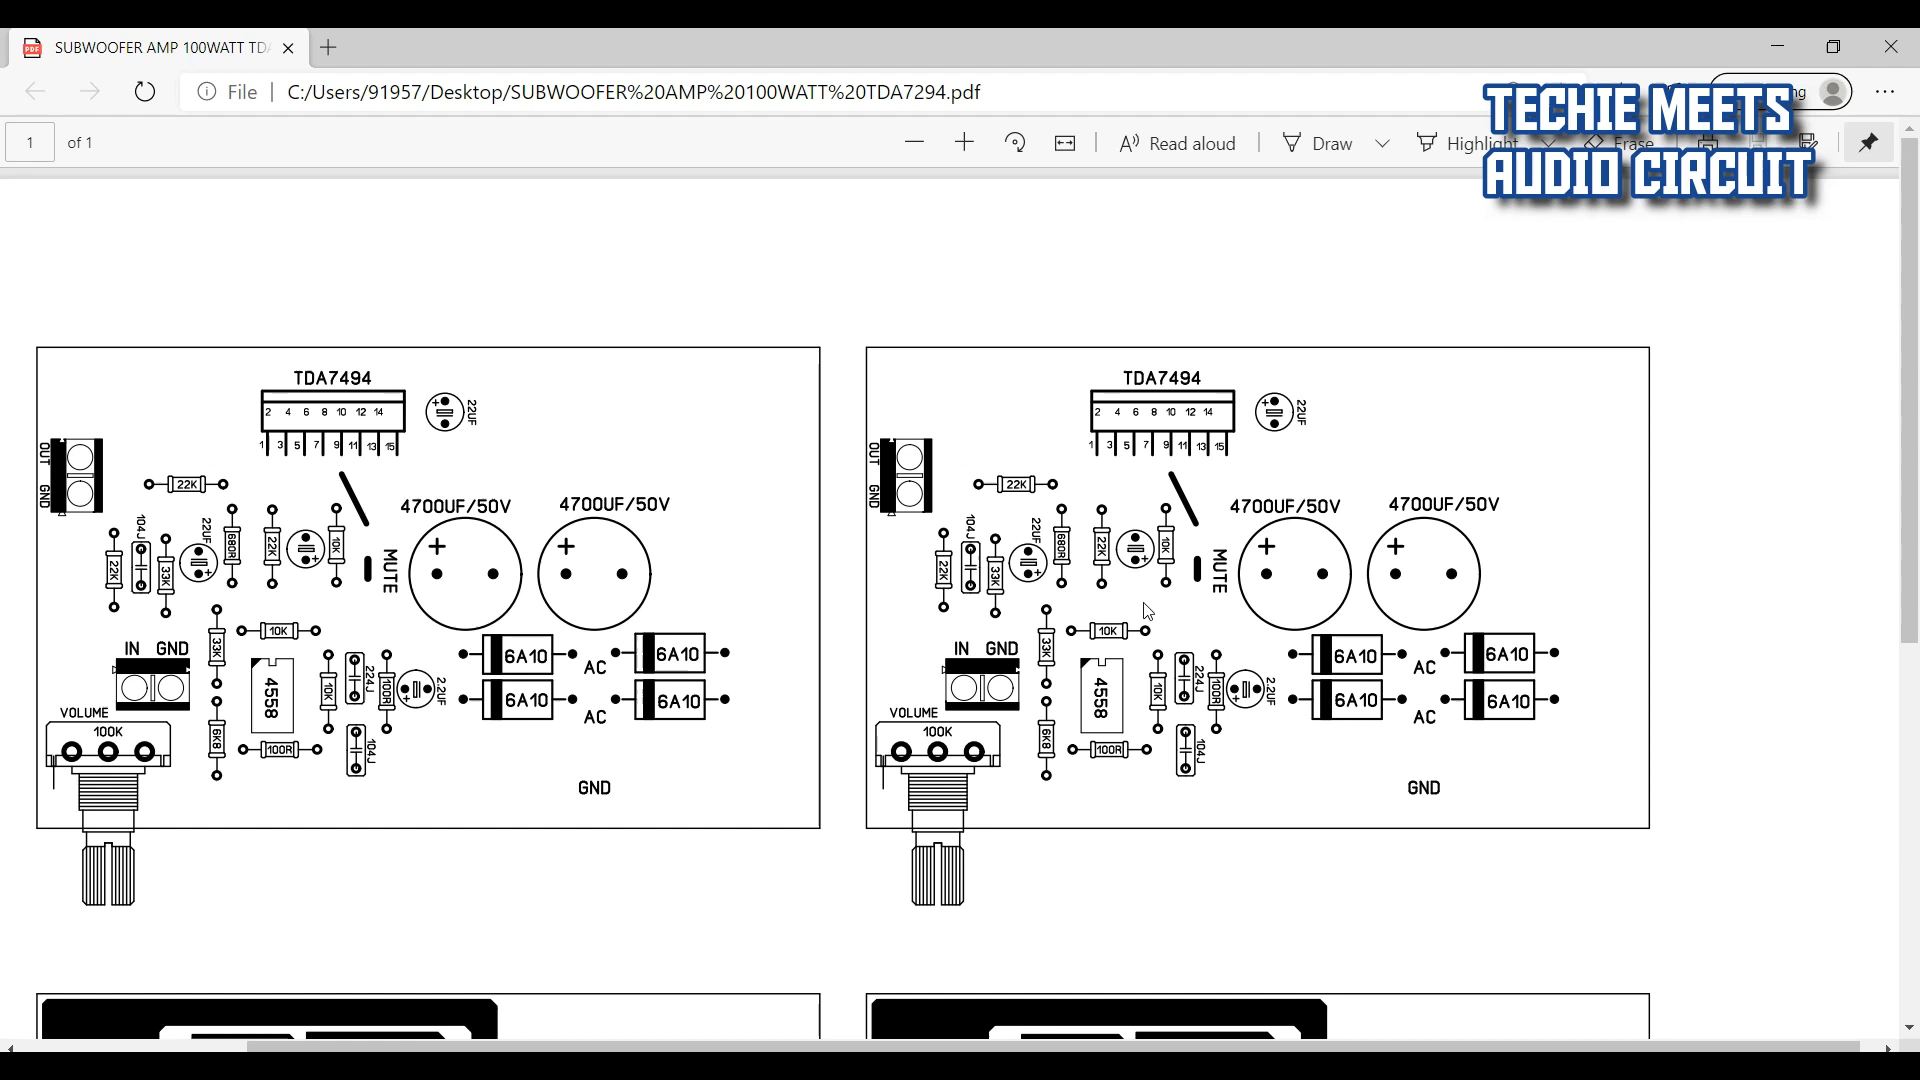 SUBWOOFER AMP 100WATT TDA
File
C:/Users/91957/Desktop/SUBWOOFER%20AMP%20100WATT%20TDA7294.pdf
TECHIE MEETS
AUDIO CIRCUIT
1 of 1
Read aloud
Draw
Highlight
Erase
TDA7494
2 4 6 8 10 12 14
1 3 5 7 9 11 13 15
22UF
OUT
GND
22K
4700UF/50V
4700UF/50V
104J
22UF
680R
22K
10K
MUTE
22K
33K
10K
IN GND
33K
4558
10K
224J
100R
2.2UF
6A10
6A10
AC
6A10
6A10
AC
VOLUME
100K
6K8
100R
104J
GND
TDA7494
2 4 6 8 10 12 14
1 3 5 7 9 11 13 15
22UF
OUT
GND
22K
4700UF/50V
4700UF/50V
104J
22UF
680R
22K
10K
MUTE
22K
33K
10K
IN GND
33K
4558
10K
224J
100R
2.2UF
6A10
6A10
AC
6A10
6A10
AC
VOLUME
100K
6K8
100R
104J
GND